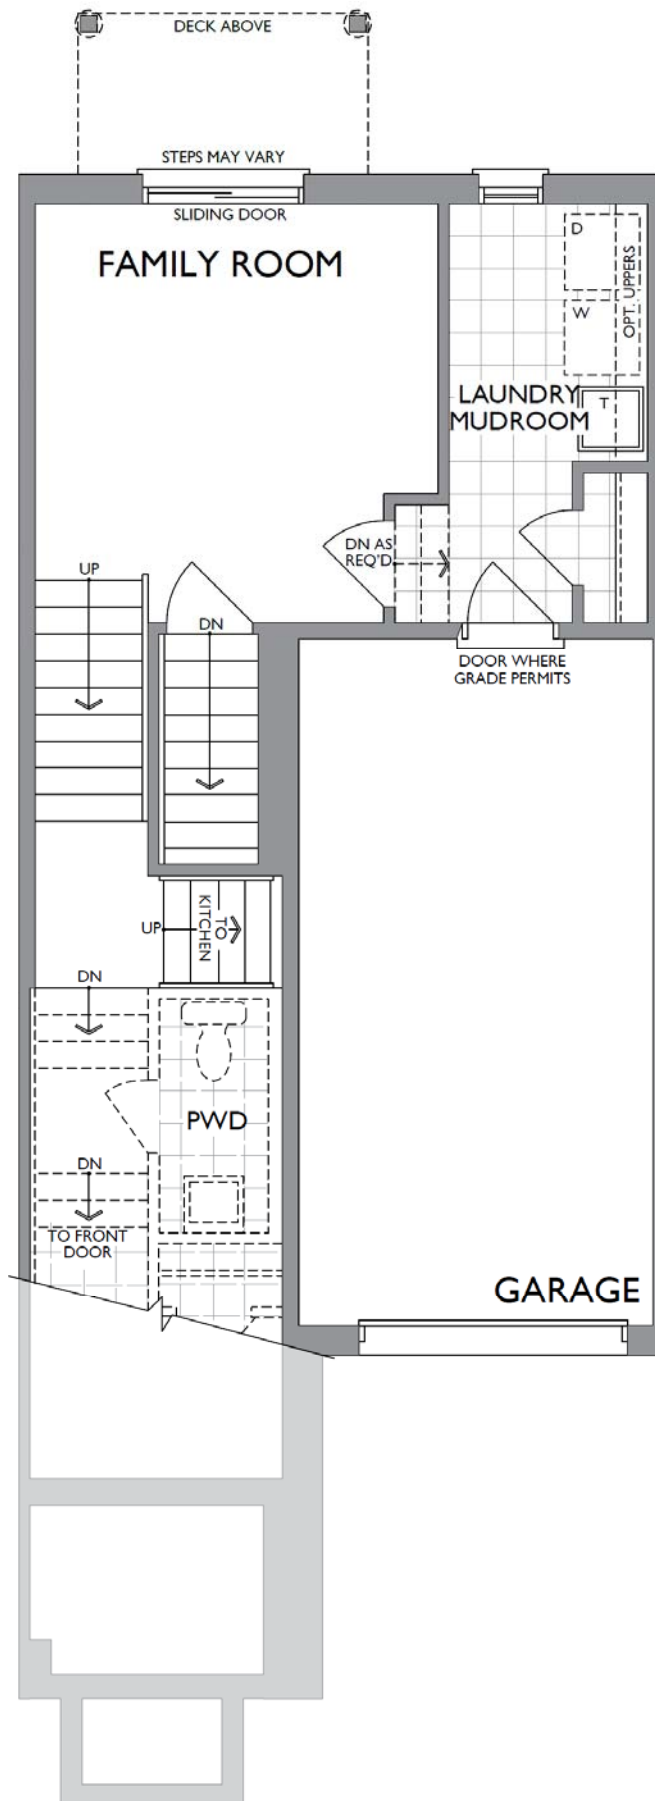 DECK ABOVE
STEPS MAY VARY
SLIDING DOOR
FAMILY ROOM
D
OPT. UPPERS
W
LAUNDRY
MUDROOM
T
DN AS
REQ'D
UP
DN
DOOR WHERE
GRADE PERMITS
UP
TO
KITCHEN
DN
PWD
DN
TO FRONT
DOOR
GARAGE